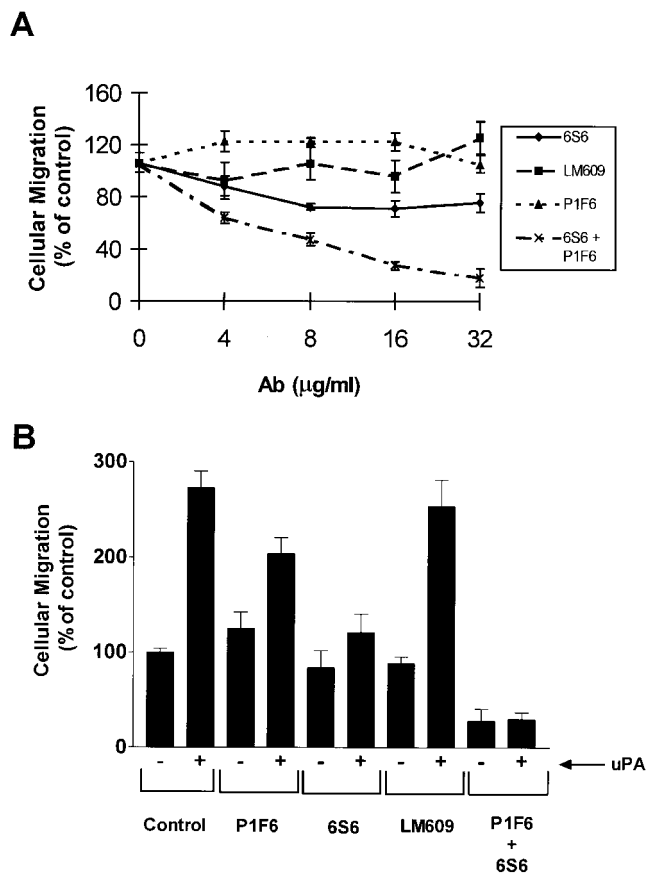 A
Cellular Migration
(% of control)
160
120
80
40
0
0 4 8 16 32
Ab (µg/ml)
6S6
LM609
P1F6
6S6 +
P1F6
B
Cellular Migration
(% of control)
300
200
100
0
- + - + - + - + - + uPA
Control P1F6 6S6 LM609 P1F6
+
6S6